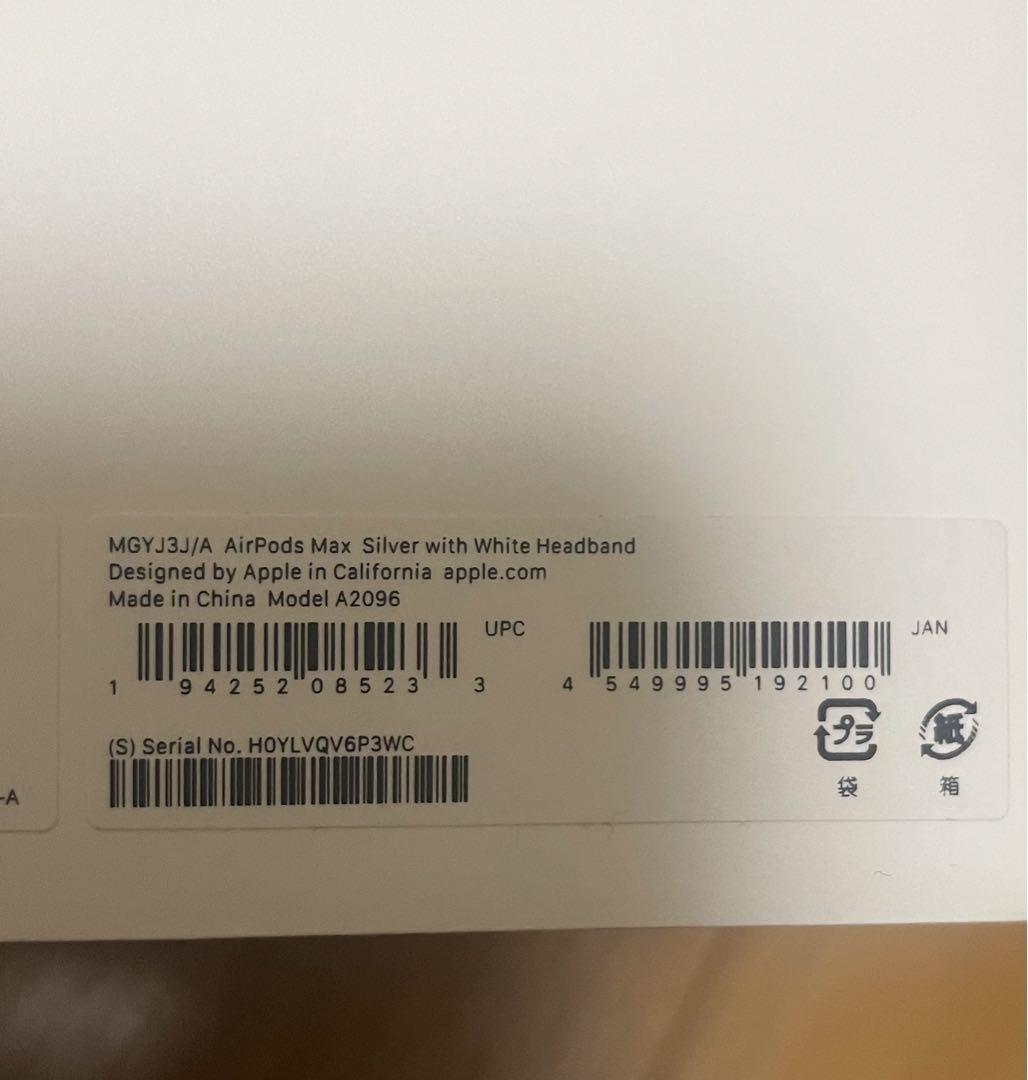 MGYJ3J/A AirPods Max Silver with White Headband
Designed by Apple in California apple.com
Made in China Model A2096
UPC
1 94252 08523 3
JAN
4 549995 192100
(S) Serial No. H0YLVQV6P3WC
プラ
袋
紙
箱
-A